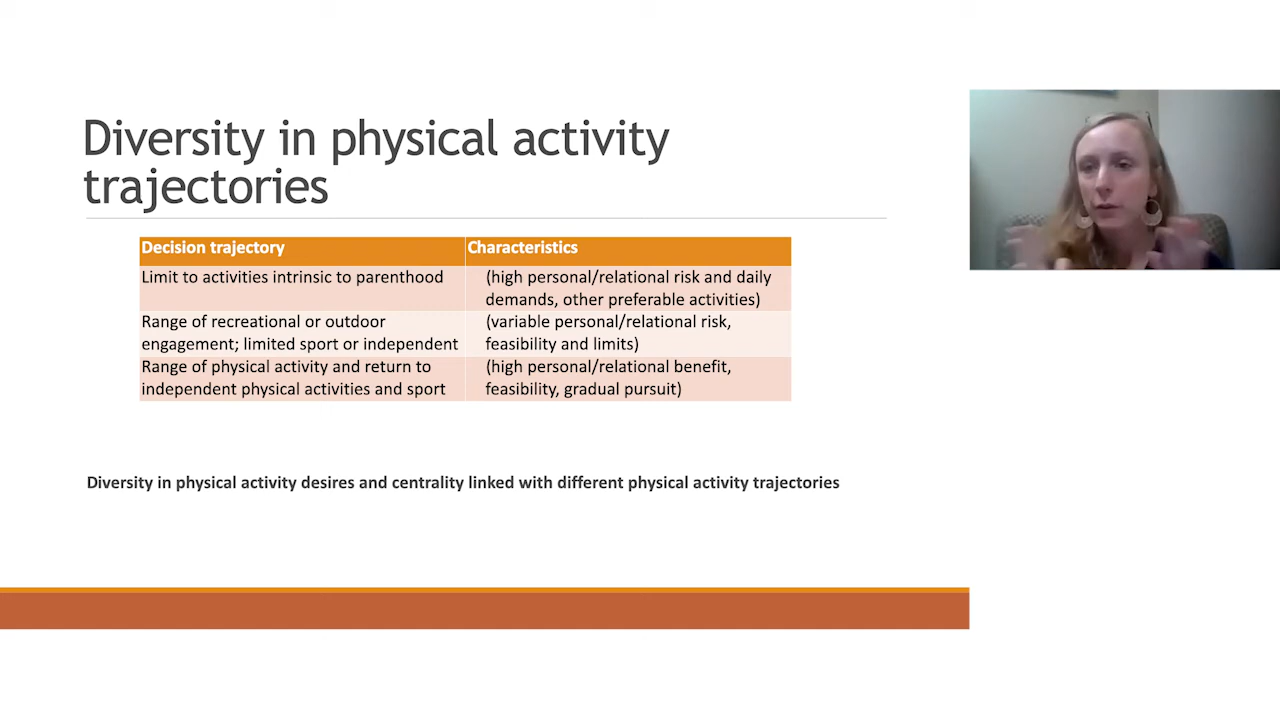 Diversity in physical activity
trajectories
Decision trajectory
Characteristics
Limit to activities intrinsic to parenthood
(high personal/relational risk and daily
demands, other preferable activities)
Range of recreational or outdoor
engagement; limited sport or independent
(variable personal/relational risk,
feasibility and limits)
Range of physical activity and return to
independent physical activities and sport
(high personal/relational benefit,
feasibility, gradual pursuit)
Diversity in physical activity desires and centrality linked with different physical activity trajectories